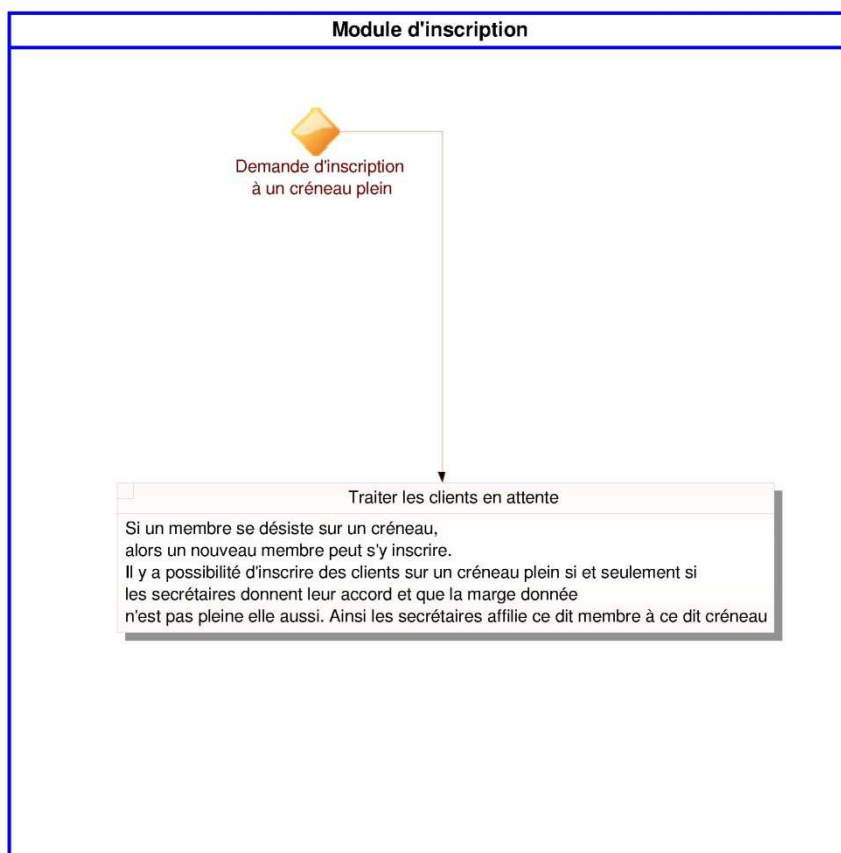 Module d'inscription
Demande d'inscription
à un créneau plein
Traiter les clients en attente
Si un membre se désiste sur un créneau,
alors un nouveau membre peut s'y inscrire.
Il y a possibilité d'inscrire des clients sur un créneau plein si et seulement si
les secrétaires donnent leur accord et que la marge donnée
n'est pas pleine elle aussi. Ainsi les secrétaires affilie ce dit membre à ce dit créneau